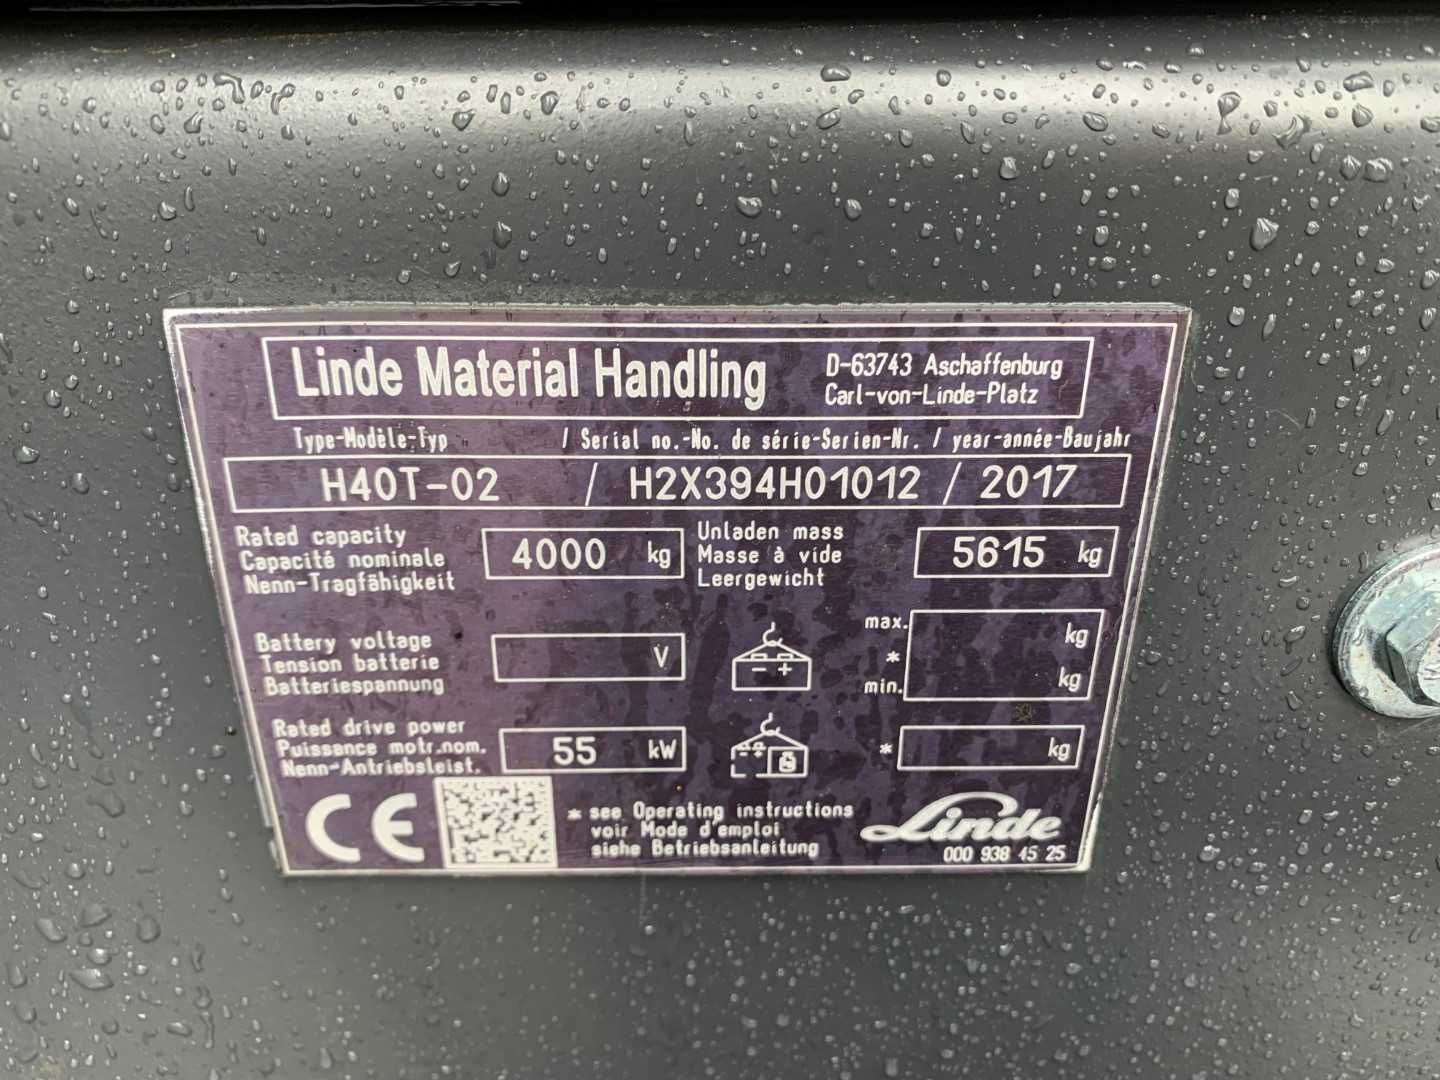 Linde Material Handling
D-63743 Aschaffenburg
Carl-von-Linde-Platz
Type-Modèle-Typ / Serial no.-No. de série-Serien-Nr. / year-année-Baujahr
H40T-02 / H2X394H01012 / 2017
Rated capacity
Capacité nominale
Nenn-Tragfähigkeit
4000 kg
Unladen mass
Masse à vide
Leergewicht
5615 kg
Battery voltage
Tension batterie
Batteriespannung
V
- +
max. kg
*
min. kg
Rated drive power
Puissance motr.nom.
Nenn-Antriebsleist.
55 kW
* kg
CE
* see Operating instructions
voir Mode d'emploi
siehe Betriebsanleitung
Linde
000 938 45 25